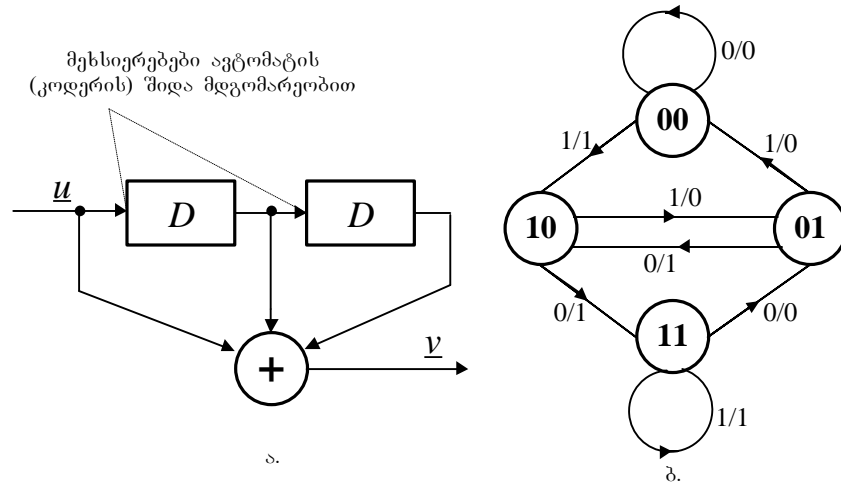 მეხსიერებები ავტომატის
(კოდერის) შიდა მდგომარეობით
u
D
D
+
v
ა.
0/0
00
1/1
1/0
1/0
10
01
0/1
0/1
0/0
11
1/1
ბ.